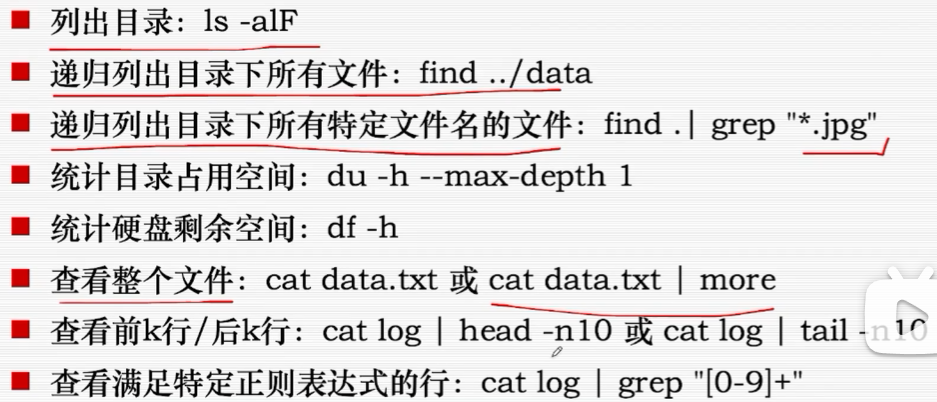 列出目录：ls -alF
递归列出目录下所有文件：find ../data
递归列出目录下所有特定文件名的文件：find .| grep "*.jpg"
统计目录占用空间：du -h --max-depth 1
统计硬盘剩余空间：df -h
查看整个文件：cat data.txt 或 cat data.txt | more
查看前k行/后k行：cat log | head -n10 或 cat log | tail -n10
查看满足特定正则表达式的行：cat log | grep "[0-9]+"